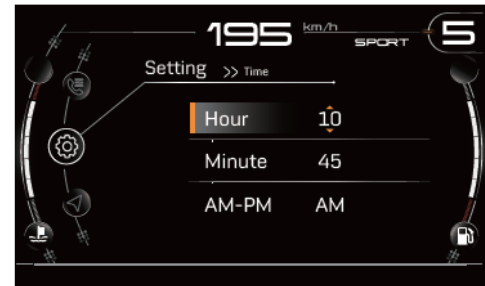 195 km/h SPORT 5
Setting >> Time
Hour 10
Minute 45
AM-PM AM